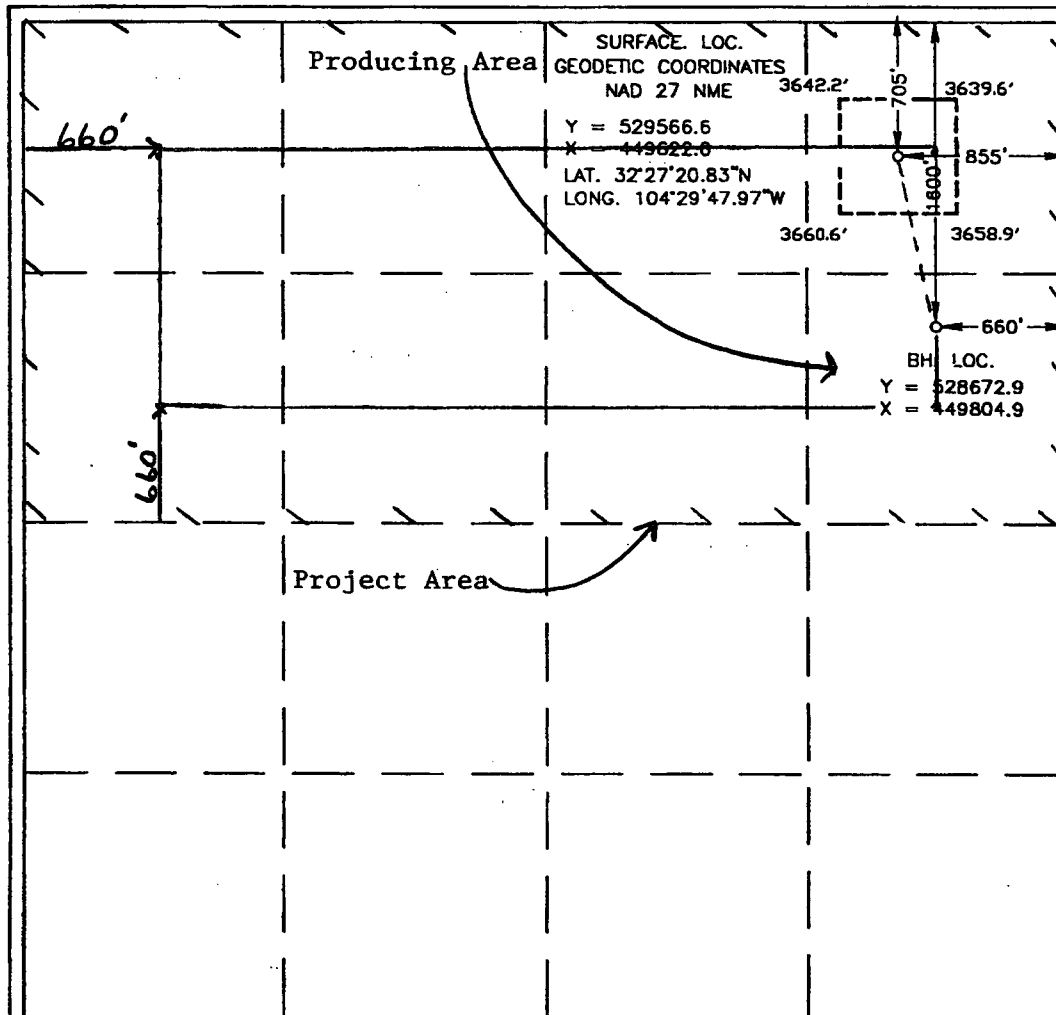 SURFACE. LOC.
GEODETIC COORDINATES
NAD 27 NME
Y = 529566.6
X = 449622.0
LAT. 32°27'20.83"N
LONG. 104°29'47.97"W
Producing Area
660'
3642.2'
705'
3639.6'
855'
1600'
3660.6'
3658.9'
660'
BH LOC.
Y = 528672.9
X = 449804.9
660'
Project Area